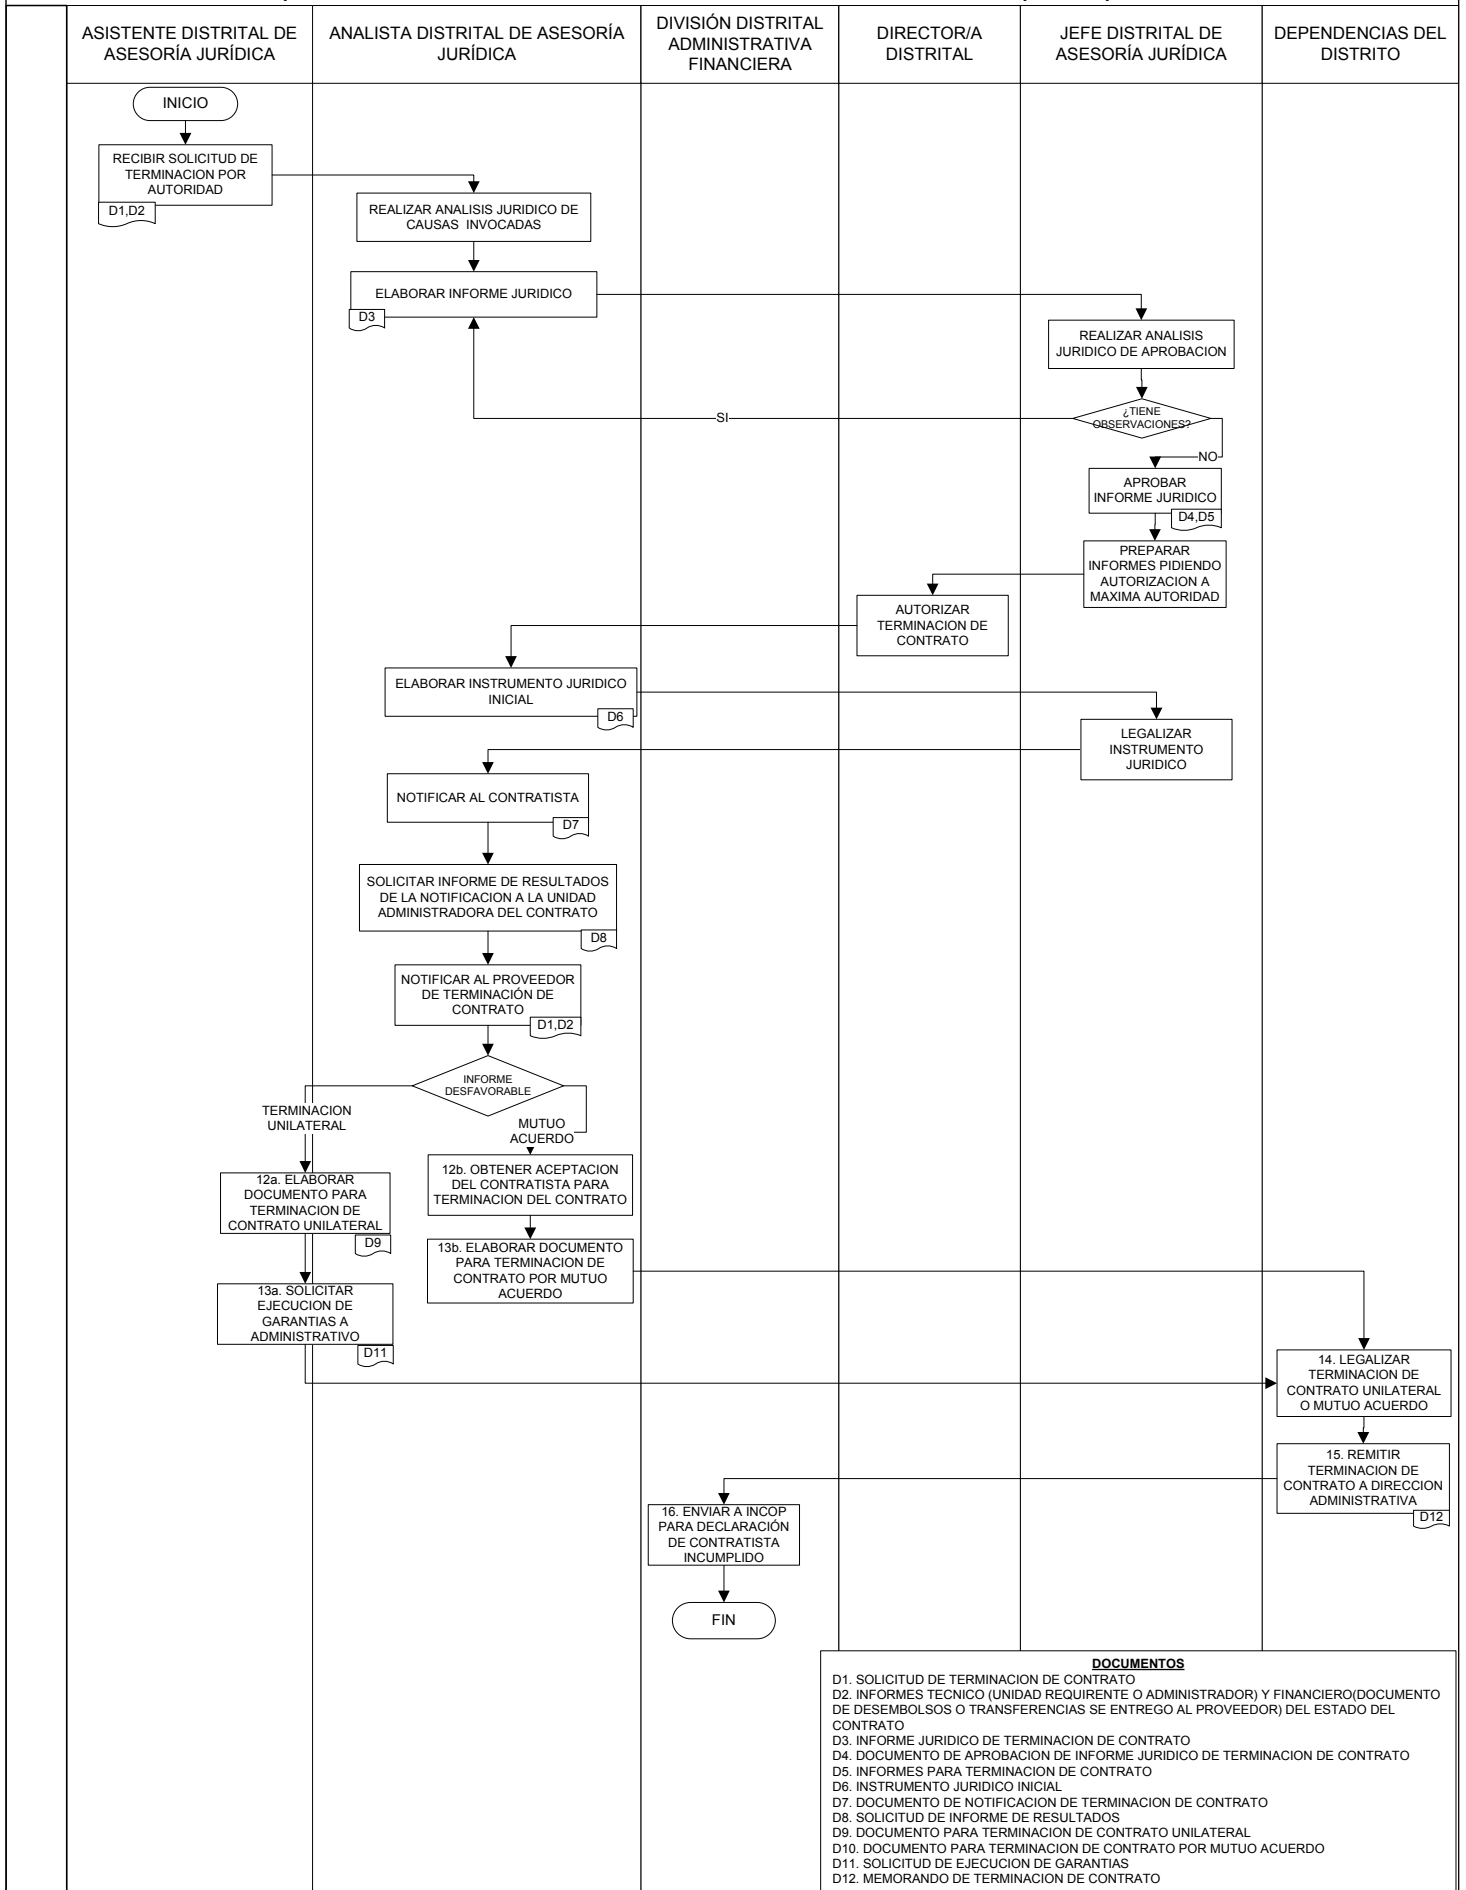 ASISTENTE DISTRITAL DE
ASESORÍA JURÍDICA
ANALISTA DISTRITAL DE ASESORÍA
JURÍDICA
DIVISIÓN DISTRITAL
ADMINISTRATIVA
FINANCIERA
DIRECTOR/A
DISTRITAL
JEFE DISTRITAL DE
ASESORÍA JURÍDICA
DEPENDENCIAS DEL
DISTRITO
INICIO
RECIBIR SOLICITUD DE
TERMINACION POR
AUTORIDAD
D1,D2
REALIZAR ANALISIS JURIDICO DE
CAUSAS INVOCADAS
ELABORAR INFORME JURIDICO
D3
REALIZAR ANALISIS
JURIDICO DE APROBACION
¿TIENE
OBSERVACIONES?
SI
NO
APROBAR
INFORME JURIDICO
D4,D5
PREPARAR
INFORMES PIDIENDO
AUTORIZACION A
MAXIMA AUTORIDAD
AUTORIZAR
TERMINACION DE
CONTRATO
ELABORAR INSTRUMENTO JURIDICO
INICIAL
D6
LEGALIZAR
INSTRUMENTO
JURIDICO
NOTIFICAR AL CONTRATISTA
D7
SOLICITAR INFORME DE RESULTADOS
DE LA NOTIFICACION A LA UNIDAD
ADMINISTRADORA DEL CONTRATO
D8
NOTIFICAR AL PROVEEDOR
DE TERMINACIÓN DE
CONTRATO
D1,D2
INFORME
DESFAVORABLE
TERMINACION
UNILATERAL
MUTUO
ACUERDO
12a. ELABORAR
DOCUMENTO PARA
TERMINACION DE
CONTRATO UNILATERAL
D9
12b. OBTENER ACEPTACION
DEL CONTRATISTA PARA
TERMINACION DEL CONTRATO
13b. ELABORAR DOCUMENTO
PARA TERMINACION DE
CONTRATO POR MUTUO
ACUERDO
13a. SOLICITAR
EJECUCION DE
GARANTIAS A
ADMINISTRATIVO
D11
14. LEGALIZAR
TERMINACION DE
CONTRATO UNILATERAL
O MUTUO ACUERDO
15. REMITIR
TERMINACION DE
CONTRATO A DIRECCION
ADMINISTRATIVA
D12
16. ENVIAR A INCOP
PARA DECLARACIÓN
DE CONTRATISTA
INCUMPLIDO
FIN
DOCUMENTOS
D1. SOLICITUD DE TERMINACION DE CONTRATO
D2. INFORMES TECNICO (UNIDAD REQUIRENTE O ADMINISTRADOR) Y FINANCIERO(DOCUMENTO
DE DESEMBOLSOS O TRANSFERENCIAS SE ENTREGO AL PROVEEDOR) DEL ESTADO DEL
CONTRATO
D3. INFORME JURIDICO DE TERMINACION DE CONTRATO
D4. DOCUMENTO DE APROBACION DE INFORME JURIDICO DE TERMINACION DE CONTRATO
D5. INFORMES PARA TERMINACION DE CONTRATO
D6. INSTRUMENTO JURIDICO INICIAL
D7. DOCUMENTO DE NOTIFICACION DE TERMINACION DE CONTRATO
D8. SOLICITUD DE INFORME DE RESULTADOS
D9. DOCUMENTO PARA TERMINACION DE CONTRATO UNILATERAL
D10. DOCUMENTO PARA TERMINACION DE CONTRATO POR MUTUO ACUERDO
D11. SOLICITUD DE EJECUCION DE GARANTIAS
D12. MEMORANDO DE TERMINACION DE CONTRATO